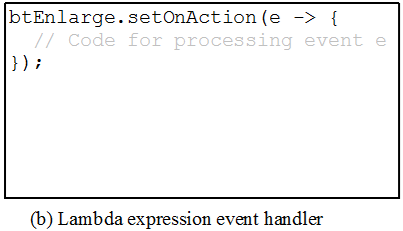 btEnlarge.setOnAction(e -> {
  // Code for processing event e
});
(b) Lambda expression event handler